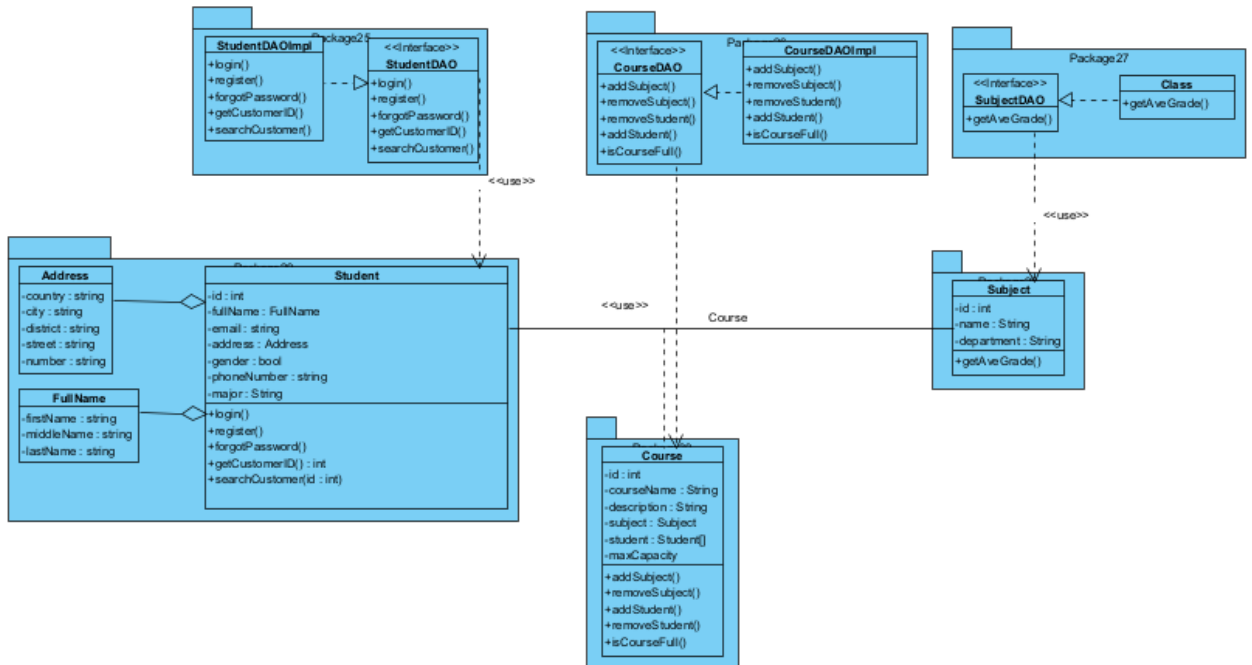 Package25
StudentDAOImpl
+login()
+register()
+forgotPassword()
+getCustomerID()
+searchCustomer()
<<Interface>>
StudentDAO
+login()
+register()
+forgotPassword()
+getCustomerID()
+searchCustomer()
<<Interface>>
CourseDAO
+addSubject()
+removeSubject()
+removeStudent()
+addStudent()
+isCourseFull()
CourseDAOImpl
+addSubject()
+removeSubject()
+removeStudent()
+addStudent()
+isCourseFull()
Package27
<<Interface>>
SubjectDAO
+getAveGrade()
Class
+getAveGrade()
<<use>>
<<use>>
<<use>>
Address
-country : string
-city : string
-district : string
-street : string
-number : string
FullName
-firstName : string
-middleName : string
-lastName : string
Student
-id : int
-fullName : FullName
-email : string
-address : Address
-gender : bool
-phoneNumber : string
-major : String
+login()
+register()
+forgotPassword()
+getCustomerID() : int
+searchCustomer(id : int)
Course
Subject
-id : int
-name : String
-department : String
+getAveGrade()
Course
-id : int
-courseName : String
-description : String
-subject : Subject
-student : Student[]
-maxCapacity
+addSubject()
+removeSubject()
+addStudent()
+removeStudent()
+isCourseFull()